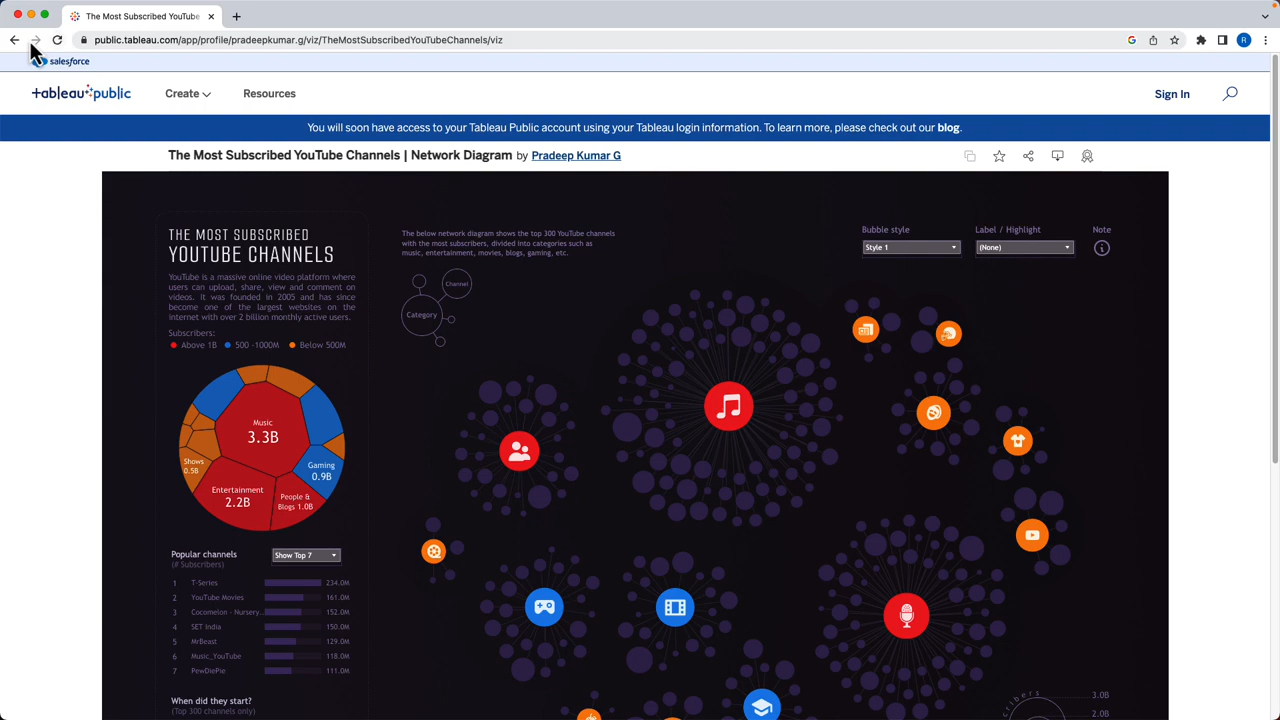 The Most Subscribed YouTube
public.tableau.com/app/profile/pradeepkumar.g/viz/TheMostSubscribedYouTubeChannels/viz
R
salesforce
tableau public
Create
Resources
Sign In
You will soon have access to your Tableau Public account using your Tableau login information. To learn more, please check out our blog.
The Most Subscribed YouTube Channels | Network Diagram by Pradeep Kumar G
THE MOST SUBSCRIBED
YOUTUBE CHANNELS
YouTube is a massive online video platform where
users can upload, share, view and comment on
videos. It was founded in 2005 and has since
become one of the largest websites on the
internet with over 2 billion monthly active users.
Subscribers:
Above 1B
500 -1000M
Below 500M
Music
3.3B
Shows
0.5B
Gaming
0.9B
Entertainment
2.2B
People &
Blogs 1.0B
Popular channels
(# Subscribers)
Show Top 7
1 T-Series 234.0M
2 YouTube Movies 161.0M
3 Cocomelon - Nursery.. 152.0M
4 SET India 150.0M
5 MrBeast 129.0M
6 Music_YouTube 118.0M
7 PewDiePie 111.0M
When did they start?
(Top 300 channels only)
The below network diagram shows the top 300 YouTube channels
with the most subscribers, divided into categories such as
music, entertainment, movies, blogs, gaming, etc.
Channel
Category
Bubble style
Style 1
Label / Highlight
(None)
Note
3.0B
2.0B